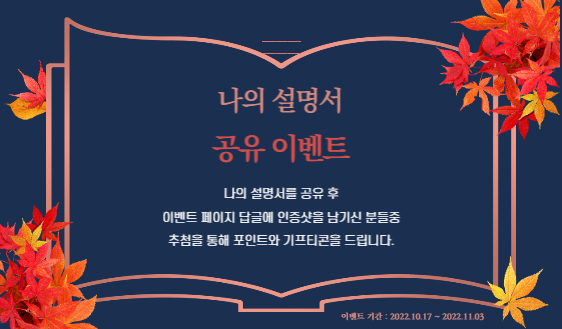 나의 설명서
공유 이벤트
나의 설명서를 공유 후
이벤트 페이지 답글에 인증샷을 남기신 분들중
추첨을 통해 포인트와 기프티콘을 드립니다.
이벤트 기간 : 2022.10.17 ~ 2022.11.03